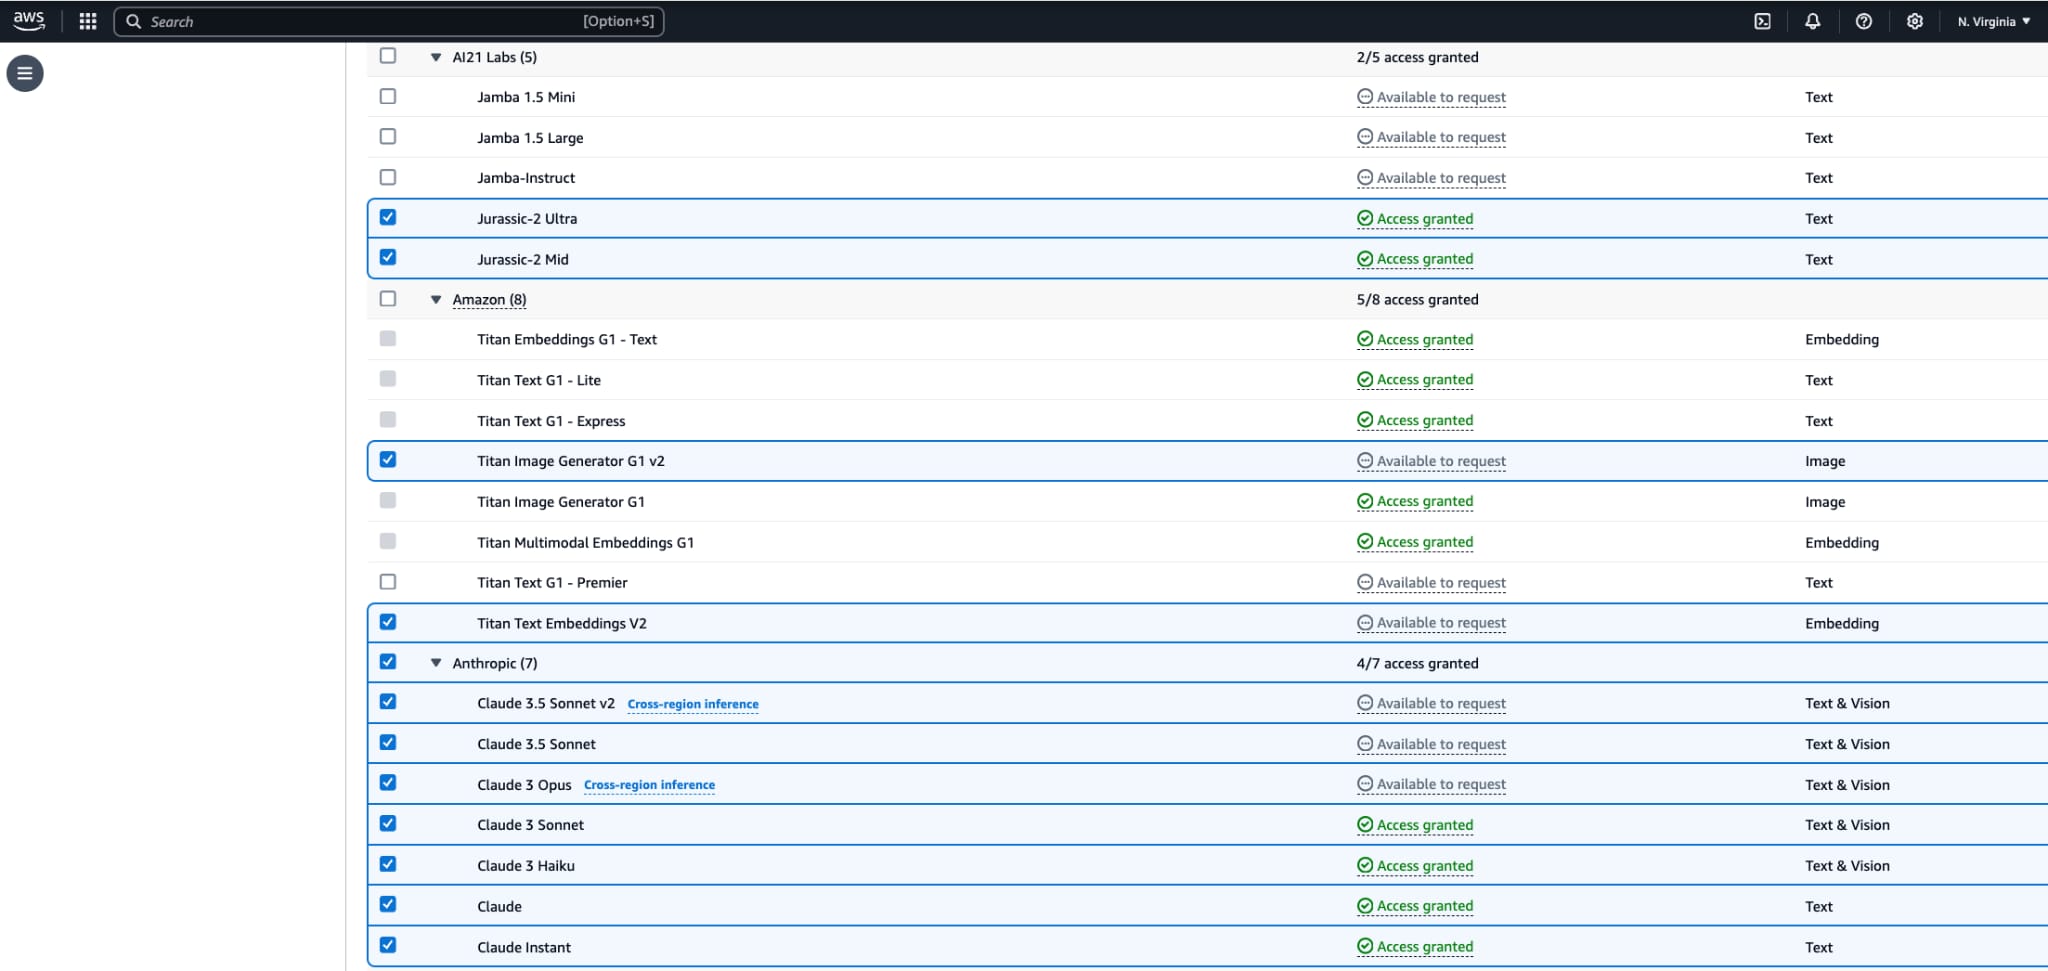 aws Search [Option+S] N. Virginia
AI21 Labs (5) 2/5 access granted
Jamba 1.5 Mini Available to request Text
Jamba 1.5 Large Available to request Text
Jamba-Instruct Available to request Text
Jurassic-2 Ultra Access granted Text
Jurassic-2 Mid Access granted Text
Amazon (8) 5/8 access granted
Titan Embeddings G1 - Text Access granted Embedding
Titan Text G1 - Lite Access granted Text
Titan Text G1 - Express Access granted Text
Titan Image Generator G1 v2 Available to request Image
Titan Image Generator G1 Access granted Image
Titan Multimodal Embeddings G1 Access granted Embedding
Titan Text G1 - Premier Available to request Text
Titan Text Embeddings V2 Available to request Embedding
Anthropic (7) 4/7 access granted
Claude 3.5 Sonnet v2 Cross-region inference Available to request Text & Vision
Claude 3.5 Sonnet Available to request Text & Vision
Claude 3 Opus Cross-region inference Available to request Text & Vision
Claude 3 Sonnet Access granted Text & Vision
Claude 3 Haiku Access granted Text & Vision
Claude Access granted Text
Claude Instant Access granted Text